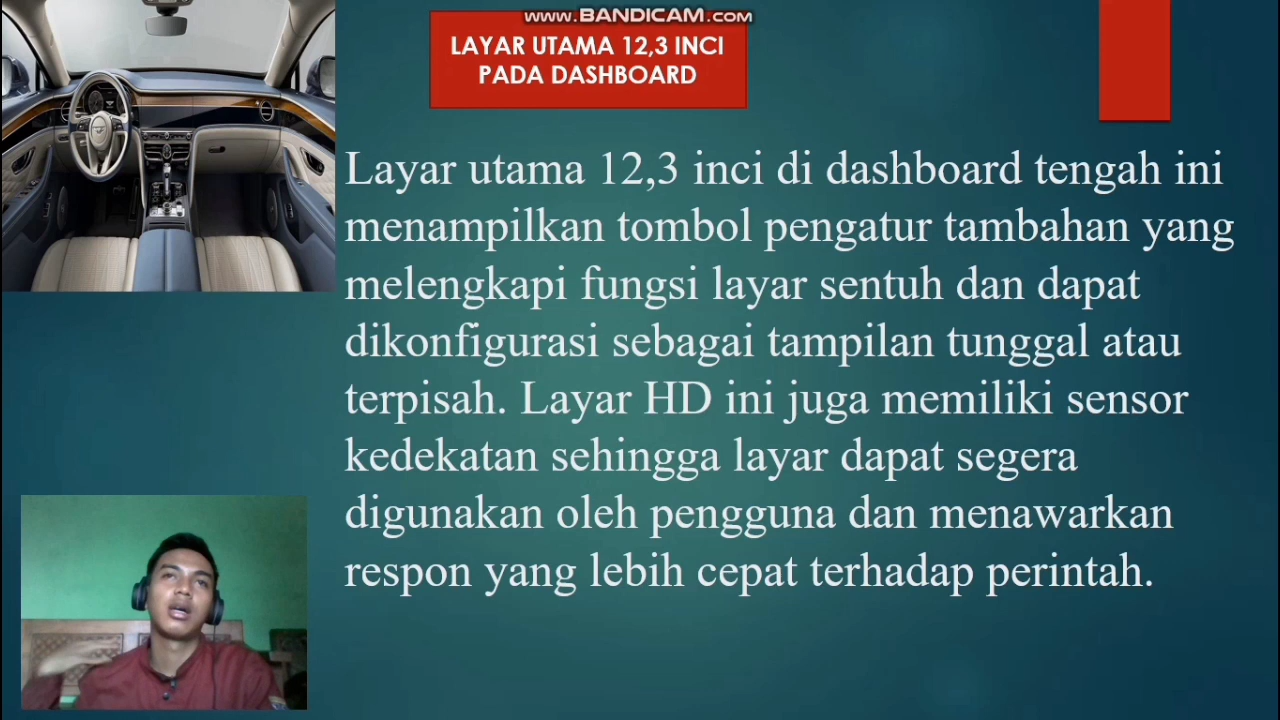 www.BANDICAM.com
LAYAR UTAMA 12,3 INCI
PADA DASHBOARD
Layar utama 12,3 inci di dashboard tengah ini
menampilkan tombol pengatur tambahan yang
melengkapi fungsi layar sentuh dan dapat
dikonfigurasi sebagai tampilan tunggal atau
terpisah. Layar HD ini juga memiliki sensor
kedekatan sehingga layar dapat segera
digunakan oleh pengguna dan menawarkan
respon yang lebih cepat terhadap perintah.